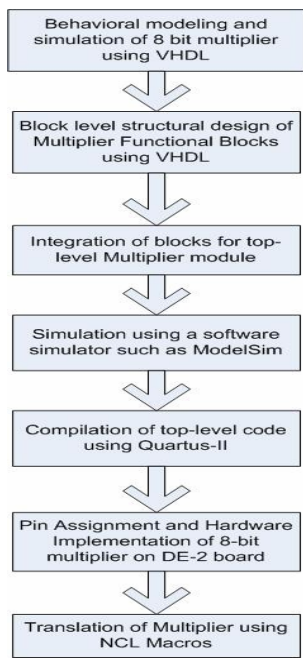 Behavioral modeling and
simulation of 8 bit multiplier
using VHDL
Block level structural design of
Multiplier Functional Blocks
using VHDL
Integration of blocks for top-
level Multiplier module
Simulation using a software
simulator such as ModelSim
Compilation of top-level code
using Quartus-II
Pin Assignment and Hardware
Implementation of 8-bit
multiplier on DE-2 board
Translation of Multiplier using
NCL Macros